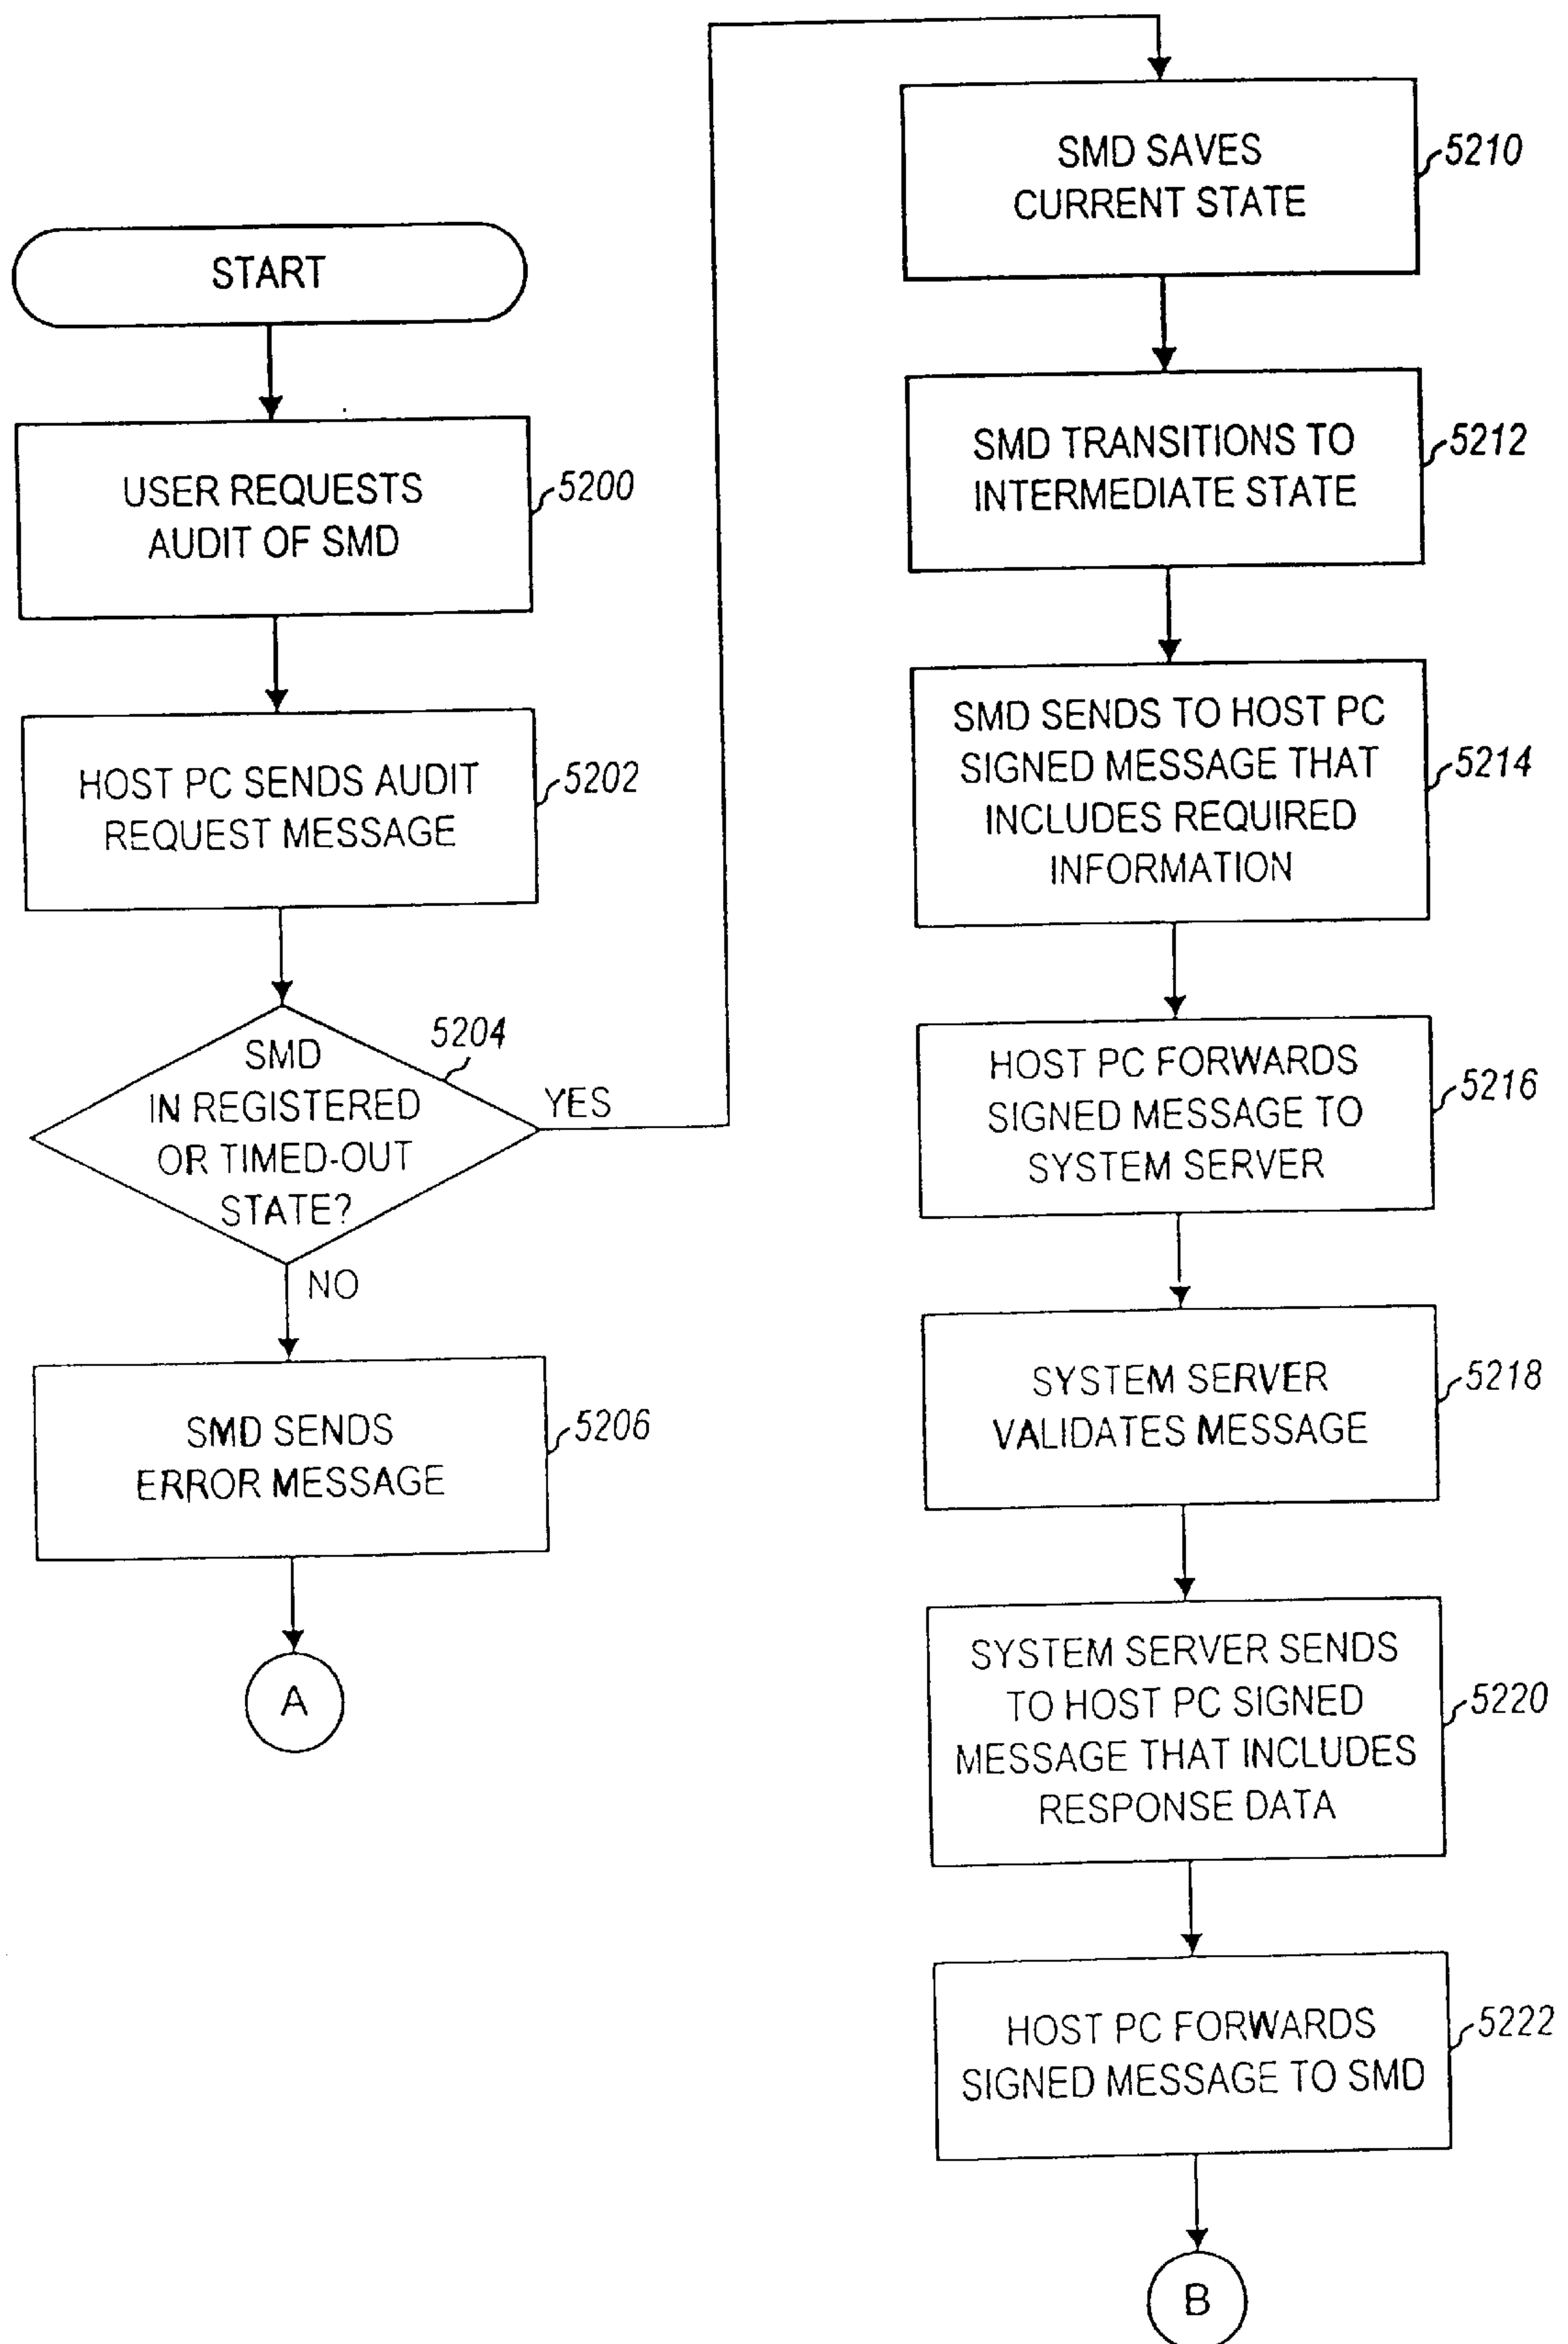 START
USER REQUESTS
AUDIT OF SMD
5200
HOST PC SENDS AUDIT
REQUEST MESSAGE
5202
SMD
IN REGISTERED
OR TIMED-OUT
STATE?
5204
YES
NO
SMD SENDS
ERROR MESSAGE
5206
A
SMD SAVES
CURRENT STATE
5210
SMD TRANSITIONS TO
INTERMEDIATE STATE
5212
SMD SENDS TO HOST PC
SIGNED MESSAGE THAT
INCLUDES REQUIRED
INFORMATION
5214
HOST PC FORWARDS
SIGNED MESSAGE TO
SYSTEM SERVER
5216
SYSTEM SERVER
VALIDATES MESSAGE
5218
SYSTEM SERVER SENDS
TO HOST PC SIGNED
MESSAGE THAT INCLUDES
RESPONSE DATA
5220
HOST PC FORWARDS
SIGNED MESSAGE TO SMD
5222
B